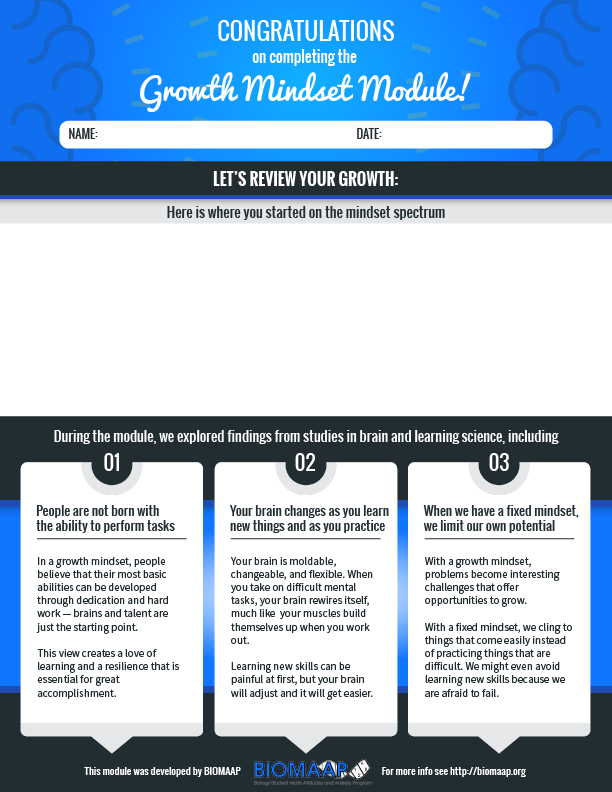 CONGRATULATIONS
on completing the
Growth Mindset Module!
NAME: DATE:
LET'S REVIEW YOUR GROWTH:
Here is where you started on the mindset spectrum
During the module, we explored findings from studies in brain and learning science, including
01
People are not born with
the ability to perform tasks
In a growth mindset, people
believe that their most basic
abilities can be developed
through dedication and hard
work — brains and talent are
just the starting point.
This view creates a love of
learning and a resilience that is
essential for great
accomplishment.
02
Your brain changes as you learn
new things and as you practice
Your brain is moldable,
changeable, and flexible. When
you take on difficult mental
tasks, your brain rewires itself,
much like your muscles build
themselves up when you work
out.
Learning new skills can be
painful at first, but your brain
will adjust and it will get easier.
03
When we have a fixed mindset,
we limit our own potential
With a growth mindset,
problems become interesting
challenges that offer
opportunities to grow.
With a fixed mindset, we cling to
things that come easily instead
of practicing things that are
difficult. We might even avoid
learning new skills because we
are afraid to fail.
This module was developed by BIOMAAP
BIOMAAP
Biology Student Math Attitudes and Anxiety Program
For more info see http://biomaap.org